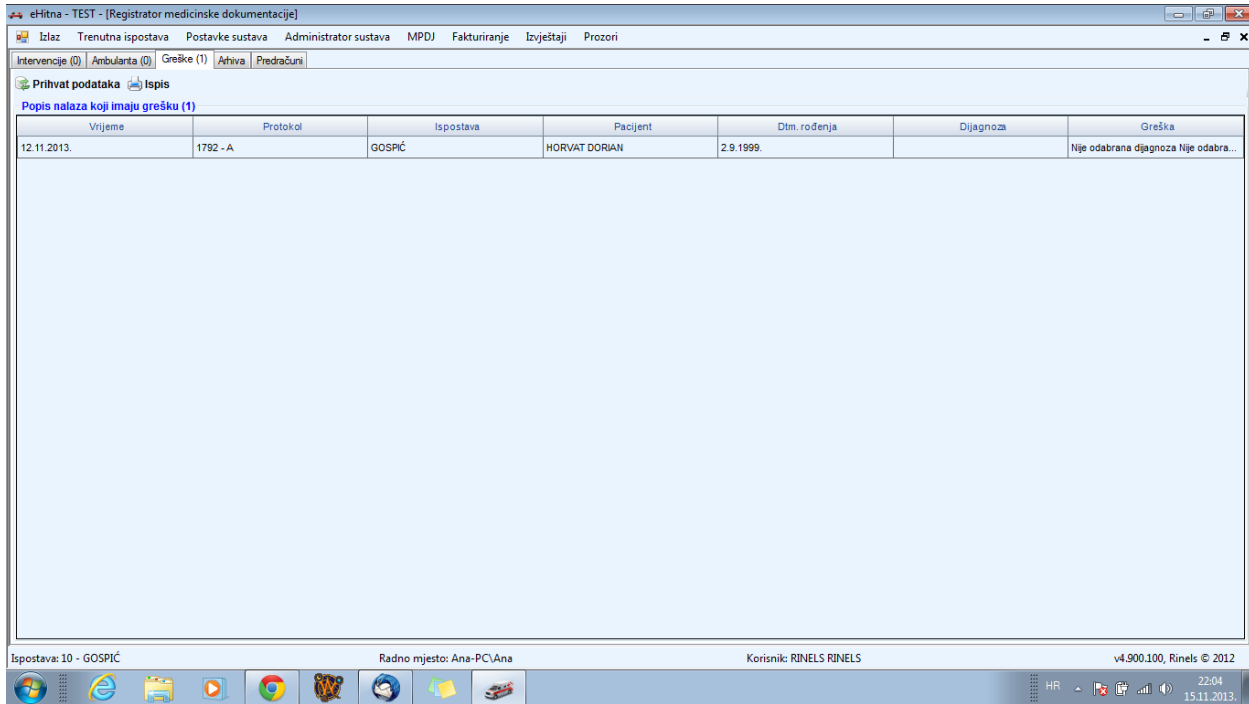 eHitna - TEST - [Registrator medicinske dokumentacije]
Izlaz Trenutna ispostava Postavke sustava Administrator sustava MPDJ Fakturiranje Izvještaji Prozori
Intervencije (0) Ambulanta (0) Greške (1) Arhiva Predračuni
Prihvat podataka Ispis
Popis nalaza koji imaju grešku (1)
Vrijeme Protokol Ispostava Pacijent Dtm. rođenja Dijagnoza Greška
12.11.2013. 1792 - A GOSPIĆ HORVAT DORIAN 2.9.1999. Nije odabrana dijagnoza Nije odabra...
Ispostava: 10 - GOSPIĆ Radno mjesto: Ana-PC\Ana Korisnik: RINELS RINELS v4.900.100, Rinels © 2012
HR 22:04
15.11.2013.